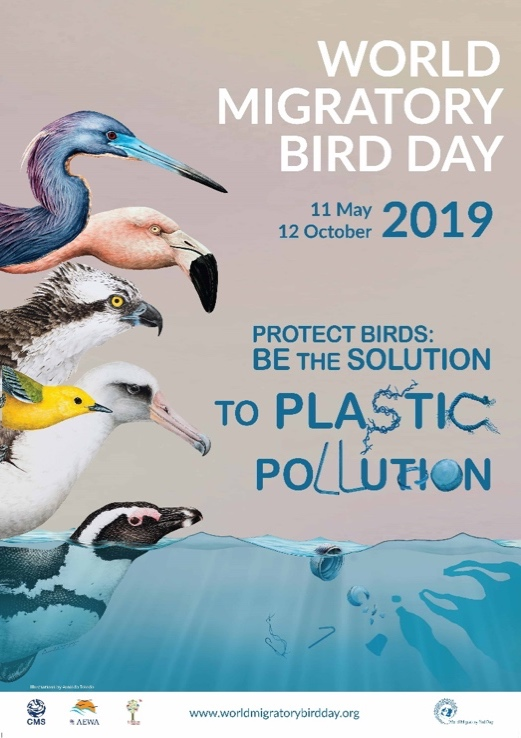 WORLD
MIGRATORY
BIRD DAY
11 May
12 October
2019
PROTECT BIRDS:
BE THE SOLUTION
TO PLASTIC
POLLUTION
CMS
AEWA
www.worldmigratorybirdday.org